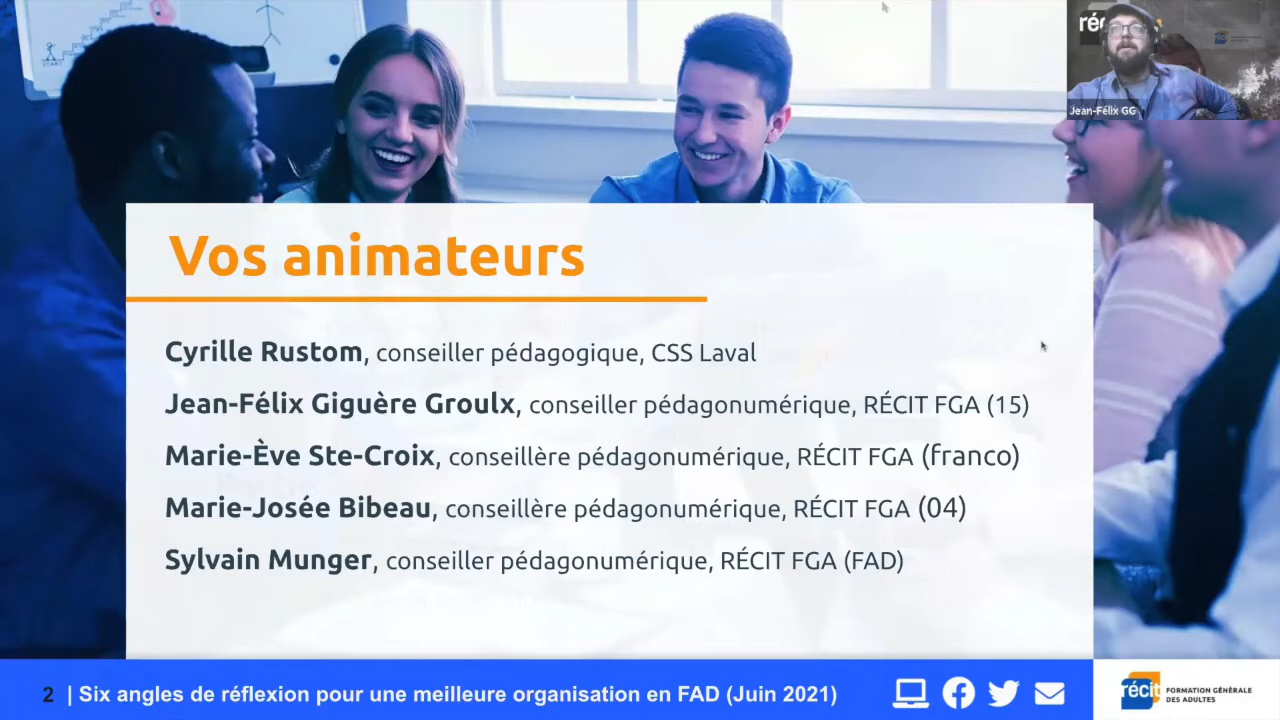 START
réc
récit
Jean-Félix GG
Vos animateurs
Cyrille Rustom, conseiller pédagogique, CSS Laval
Jean-Félix Giguère Groulx, conseiller pédagonumérique, RÉCIT FGA (15)
Marie-Ève Ste-Croix, conseillère pédagonumérique, RÉCIT FGA (franco)
Marie-Josée Bibeau, conseillère pédagonumérique, RÉCIT FGA (04)
Sylvain Munger, conseiller pédagonumérique, RÉCIT FGA (FAD)
2 | Six angles de réflexion pour une meilleure organisation en FAD (Juin 2021)
récit FORMATION GÉNÉRALE
DES ADULTES